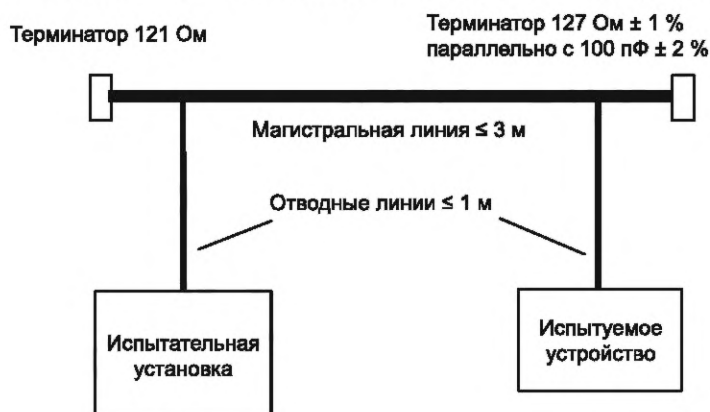 Терминатор 121 Ом
Терминатор 127 Ом ± 1 %
параллельно с 100 пФ ± 2 %
Магистральная линия ≤ 3 м
Отводные линии ≤ 1 м
Испытательная
установка
Испытуемое
устройство